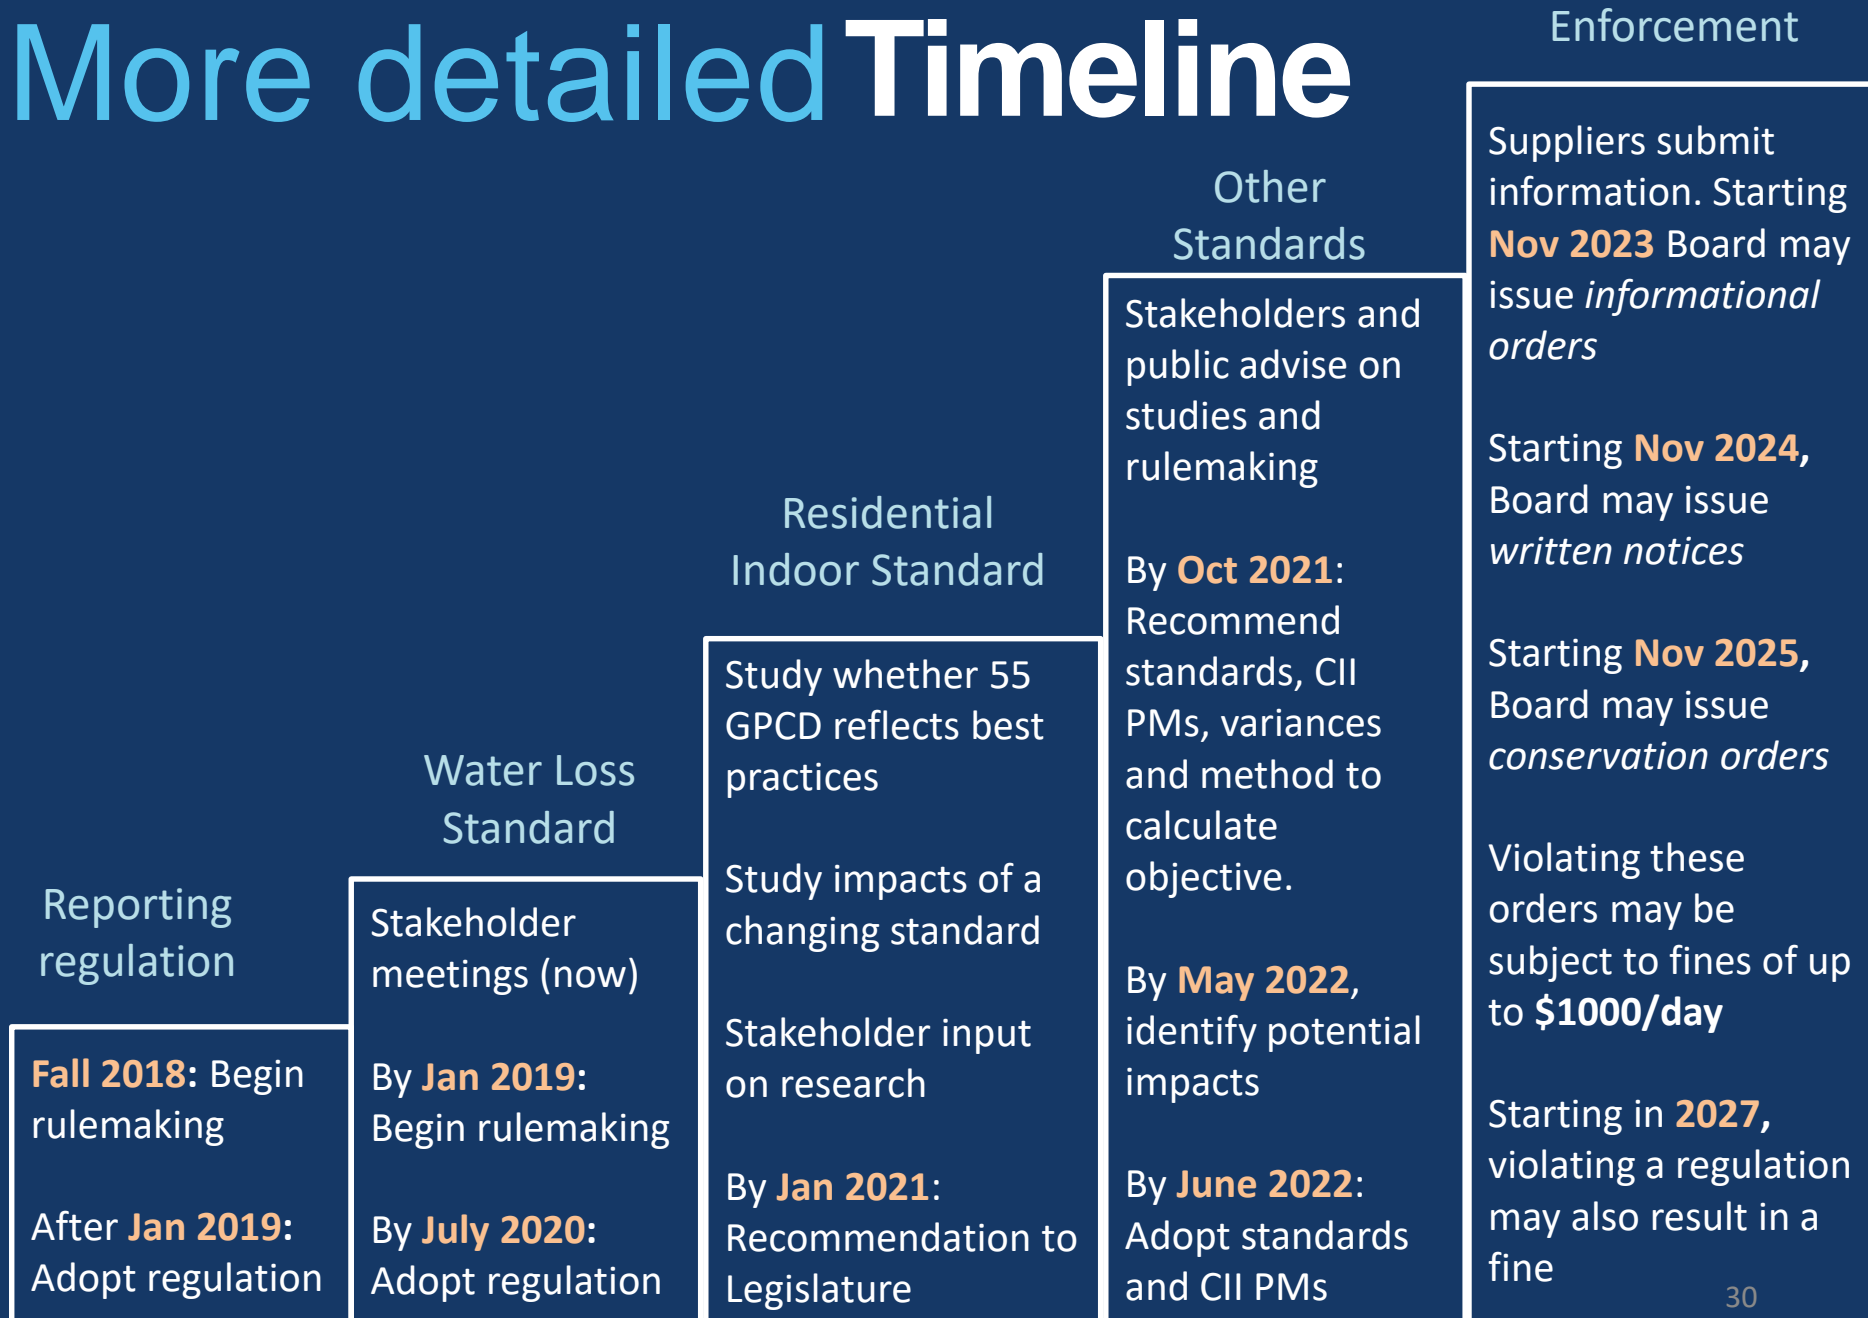 More detailed Timeline
Reporting
regulation
Fall 2018: Begin
rulemaking
After Jan 2019:
Adopt regulation
Water Loss
Standard
Stakeholder
meetings (now)
By Jan 2019:
Begin rulemaking
By July 2020:
Adopt regulation
Residential
Indoor Standard
Study whether 55
GPCD reflects best
practices
Study impacts of a
changing standard
Stakeholder input
on research
By Jan 2021:
Recommendation to
Legislature
Other
Standards
Stakeholders and
public advise on
studies and
rulemaking
By Oct 2021:
Recommend
standards, CII
PMs, variances
and method to
calculate
objective.
By May 2022,
identify potential
impacts
By June 2022:
Adopt standards
and CII PMs
Enforcement
Suppliers submit
information. Starting
Nov 2023 Board may
issue informational
orders
Starting Nov 2024,
Board may issue
written notices
Starting Nov 2025,
Board may issue
conservation orders
Violating these
orders may be
subject to fines of up
to $1000/day
Starting in 2027,
violating a regulation
may also result in a
fine
30